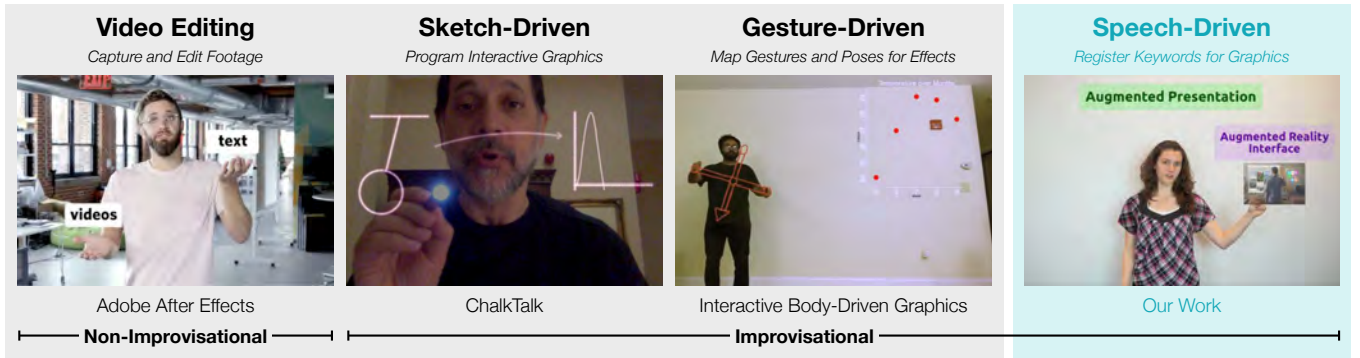 Video Editing
Capture and Edit Footage
EXIT
text
videos
Adobe After Effects
Sketch-Driven
Program Interactive Graphics
ChalkTalk
Gesture-Driven
Map Gestures and Poses for Effects
Interactive Body-Driven Graphics
Speech-Driven
Register Keywords for Graphics
Augmented Presentation
Augmented Reality
Interface
Our Work
Non-Improvisational
Improvisational